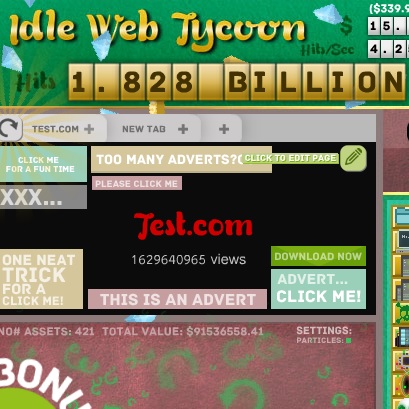 Idle Web Tycoon
($339.9
$ 15.
Hit/Sec 4.2
Hits 1.828 BILLION
TEST.COM + NEW TAB + +
CLICK ME
FOR A FUN TIME
TOO MANY ADVERTS?
CLICK TO EDIT PAGE
XXX...
PLEASE CLICK ME
Test.com
1629640965 views
DOWNLOAD NOW
ONE NEAT
TRICK
FOR A
CLICK ME!
ADVERT...
CLICK ME!
THIS IS AN ADVERT
NO# ASSETS: 421 TOTAL VALUE: $91536558.41
SETTINGS:
PARTICLES:
BONU